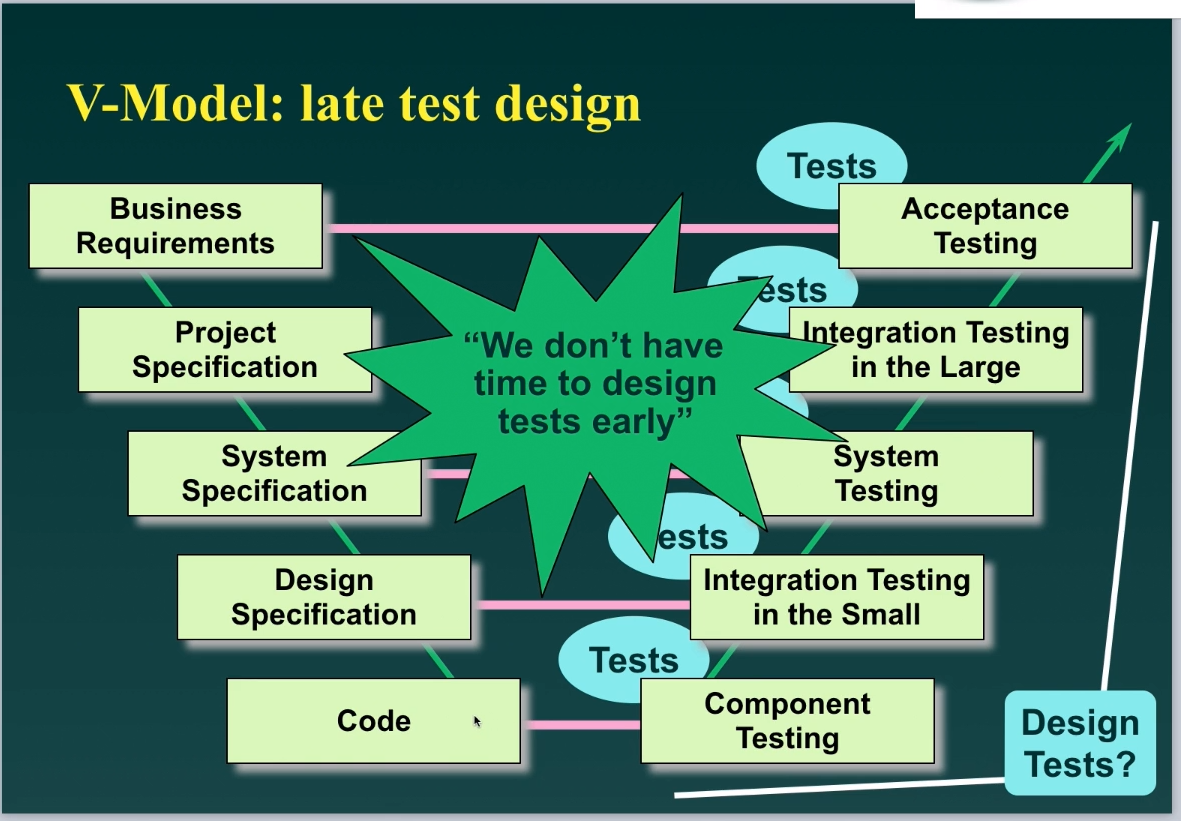 V-Model: late test design
Tests
Business
Requirements
Acceptance
Testing
Tests
Project
Specification
Integration Testing
in the Large
“We don’t have
time to design
tests early”
System
Specification
System
Testing
Tests
Design
Specification
Integration Testing
in the Small
Tests
Code
Component
Testing
Design
Tests?